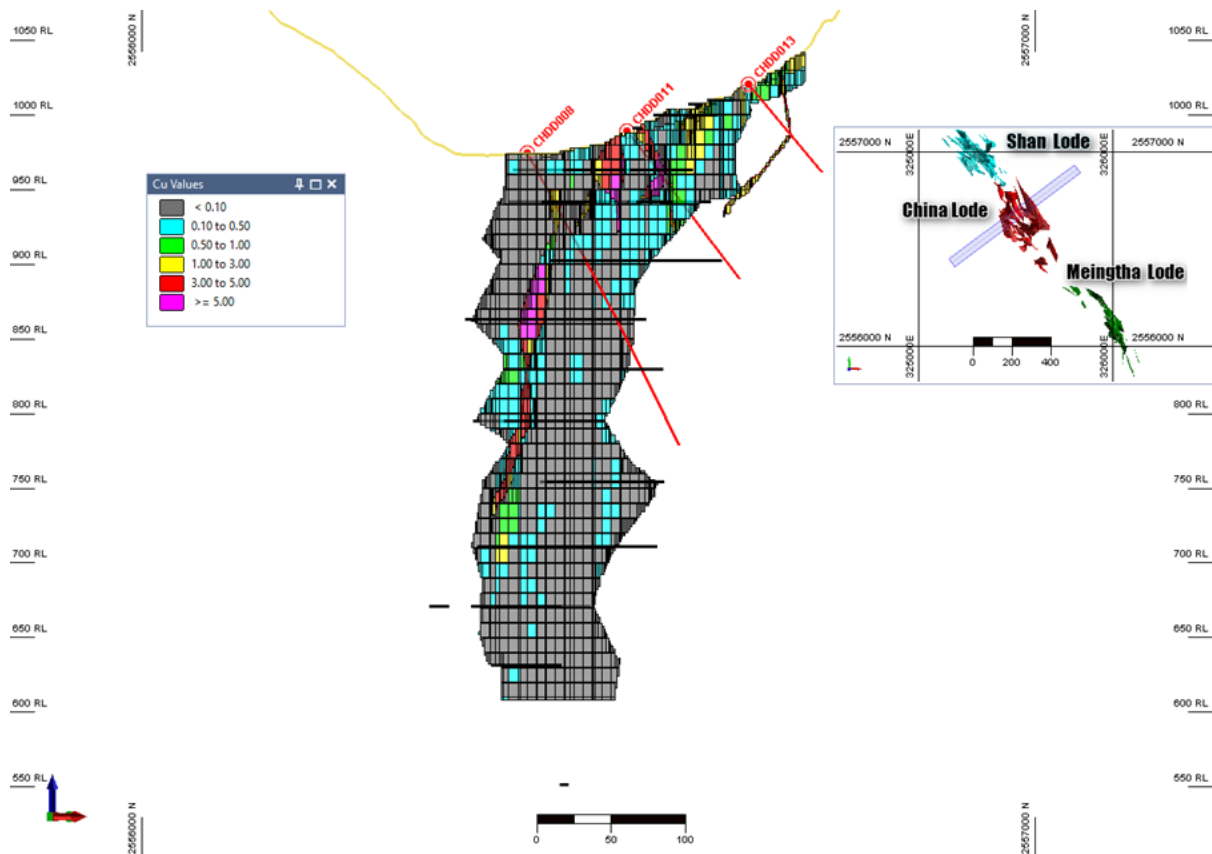 1050 RL
2556000 N
2557000 N
1050 RL
CHDD013
CHDD011
CHDD008
1000 RL
1000 RL
Cu Values
< 0.10
0.10 to 0.50
0.50 to 1.00
1.00 to 3.00
3.00 to 5.00
>= 5.00
950 RL
900 RL
850 RL
800 RL
750 RL
700 RL
650 RL
600 RL
550 RL
2557000 N
Shan Lode
2557000 N
China Lode
Meingtha Lode
2556000 N
2556000 N
0 200 400
800 RL
750 RL
700 RL
650 RL
600 RL
550 RL
2556000 N
0 50 100
2557000 N